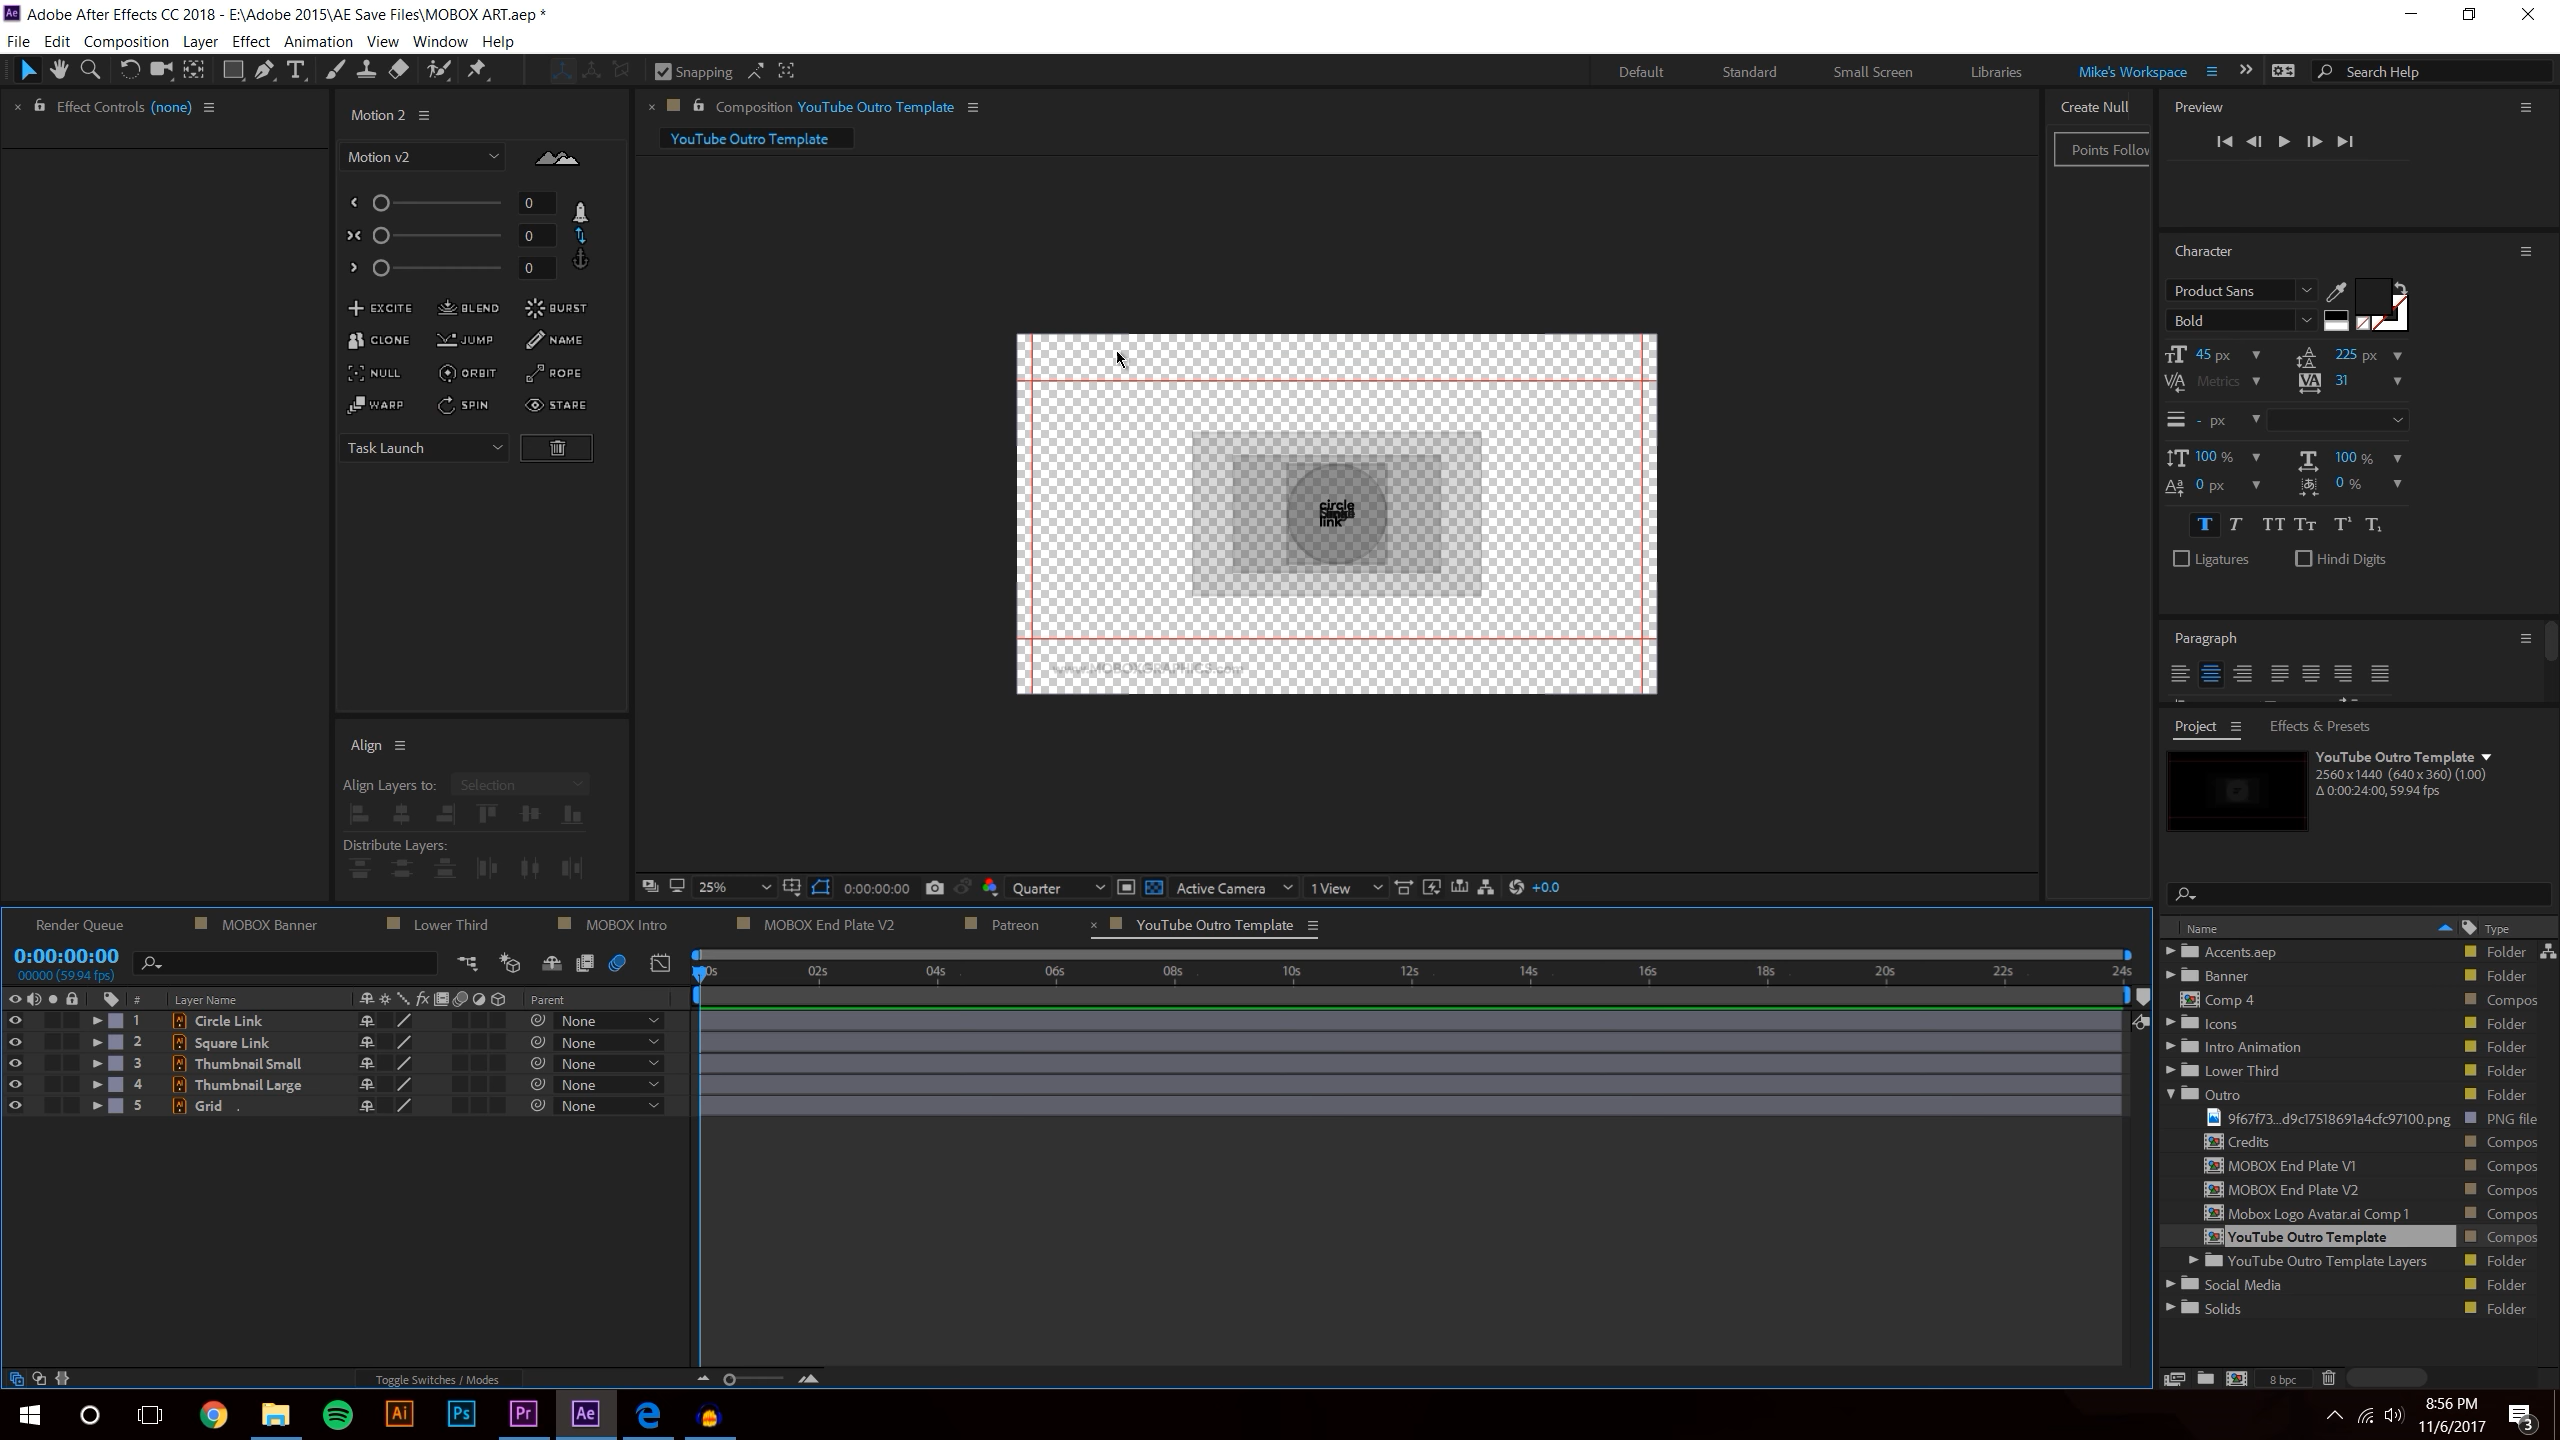 Adobe After Effects CC 2018 - E:\Adobe 2015\AE Save Files\MOBOX ART.aep *
File Edit Composition Layer Effect Animation View Window Help
Snapping
Default Standard Small Screen Libraries Mike's Workspace Search Help
Effect Controls (none)
Motion 2
Composition YouTube Outro Template
Create Null
Preview
YouTube Outro Template
Points Follow
Motion v2
0
0
0
EXCITE BLEND BURST
CLONE JUMP NAME
NULL ORBIT ROPE
WARP SPIN STARE
Task Launch
Character
Product Sans
Bold
45 px 225 px
Metrics 31
- px
100 % 100 %
0 px 0 %
Ligatures Hindi Digits
circle
link
www.MOBOXGRAPHICS.com
Paragraph
Align
Align Layers to: Selection
Distribute Layers:
Project Effects & Presets
YouTube Outro Template
2560 x 1440 (640 x 360) (1.00)
Δ 0:00:24:00, 59.94 fps
25% 0:00:00:00 Quarter Active Camera 1 View +0.0
Render Queue MOBOX Banner Lower Third MOBOX Intro MOBOX End Plate V2 Patreon YouTube Outro Template
0:00:00:00
00000 (59.94 fps)
02s 04s 06s 08s 10s 12s 14s 16s 18s 20s 22s 24s
# Layer Name Parent
1 Circle Link None
2 Square Link None
3 Thumbnail Small None
4 Thumbnail Large None
5 Grid . None
Toggle Switches / Modes
Name Type
Accents.aep Folder
Banner Folder
Comp 4 Compos
Icons Folder
Intro Animation Folder
Lower Third Folder
Outro Folder
9f67f73...d9c17518691a4cfc97100.png PNG file
Credits Compos
MOBOX End Plate V1 Compos
MOBOX End Plate V2 Compos
Mobox Logo Avatar.ai Comp 1 Compos
YouTube Outro Template Compos
YouTube Outro Template Layers Folder
Social Media Folder
Solids Folder
8 bpc
Ai Ps Pr Ae
8:56 PM
11/6/2017
3